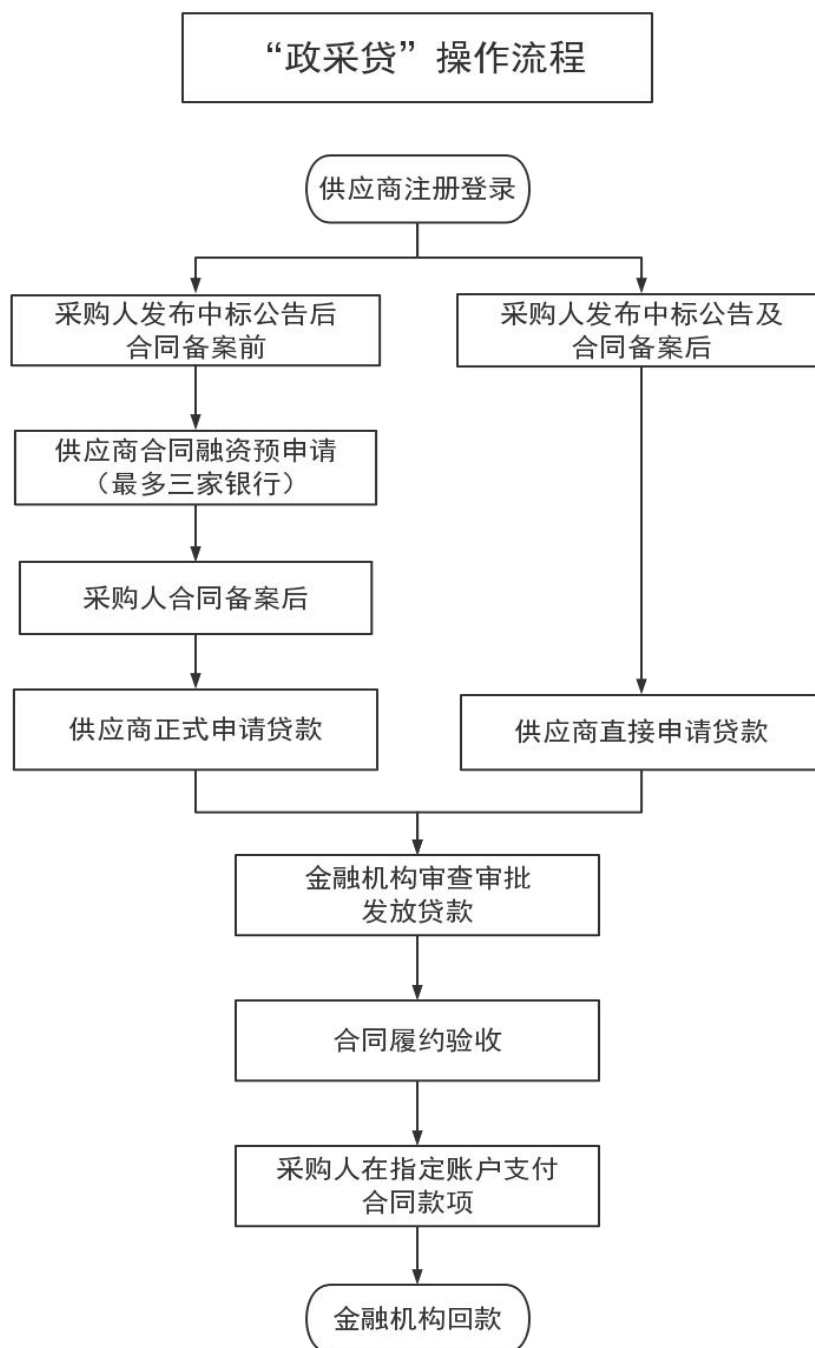 “政采贷”操作流程
供应商注册登录
采购人发布中标公告后
合同备案前
采购人发布中标公告及
合同备案后
供应商合同融资预申请
（最多三家银行）
采购人合同备案后
供应商正式申请贷款
供应商直接申请贷款
金融机构审查审批
发放贷款
合同履约验收
采购人在指定账户支付
合同款项
金融机构回款